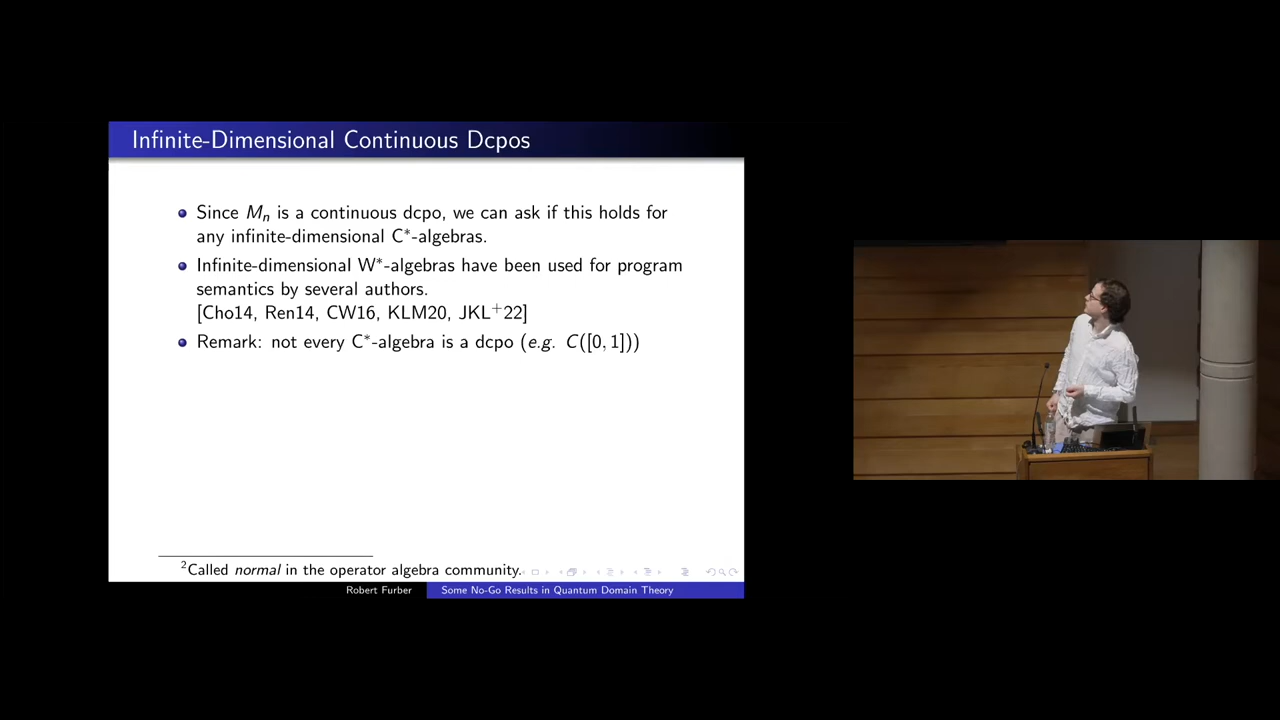 Infinite-Dimensional Continuous Dcpos
Since Mn is a continuous dcpo, we can ask if this holds for
any infinite-dimensional C*-algebras.
Infinite-dimensional W*-algebras have been used for program
semantics by several authors.
[Cho14, Ren14, CW16, KLM20, JKL+22]
Remark: not every C*-algebra is a dcpo (e.g. C([0, 1]))
2Called normal in the operator algebra community.
Robert Furber
Some No-Go Results in Quantum Domain Theory